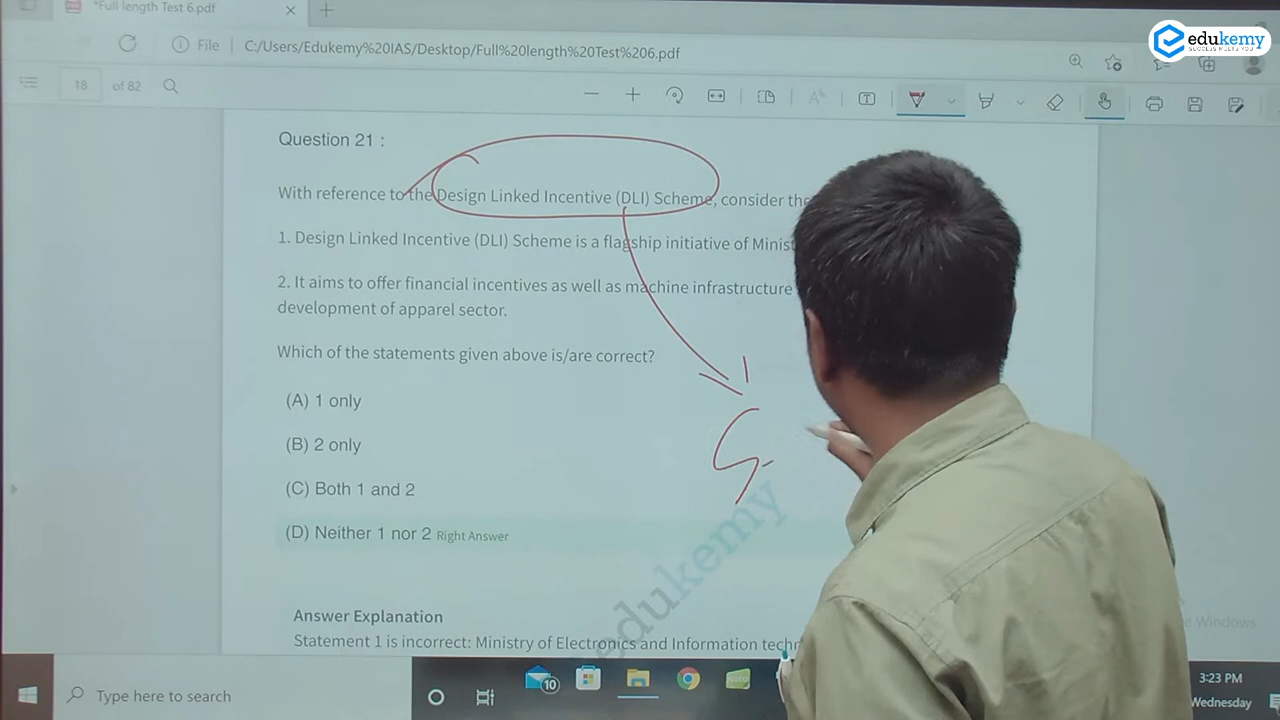 *Full length Test 6.pdf
edukemy
SUCCESS MEETS YOU
File C:/Users/Edukemy%20IAS/Desktop/Full%20length%20Test%206.pdf
18 of 82
Question 21 :
With reference to the Design Linked Incentive (DLI) Scheme, consider the
1. Design Linked Incentive (DLI) Scheme is a flagship initiative of Minist
2. It aims to offer financial incentives as well as machine infrastructure
development of apparel sector.
Which of the statements given above is/are correct?
(A) 1 only
(B) 2 only
(C) Both 1 and 2
(D) Neither 1 nor 2 Right Answer
edukemy
Answer Explanation
Statement 1 is incorrect: Ministry of Electronics and Information techn
e Windows
Type here to search
10
3:23 PM
Wednesday